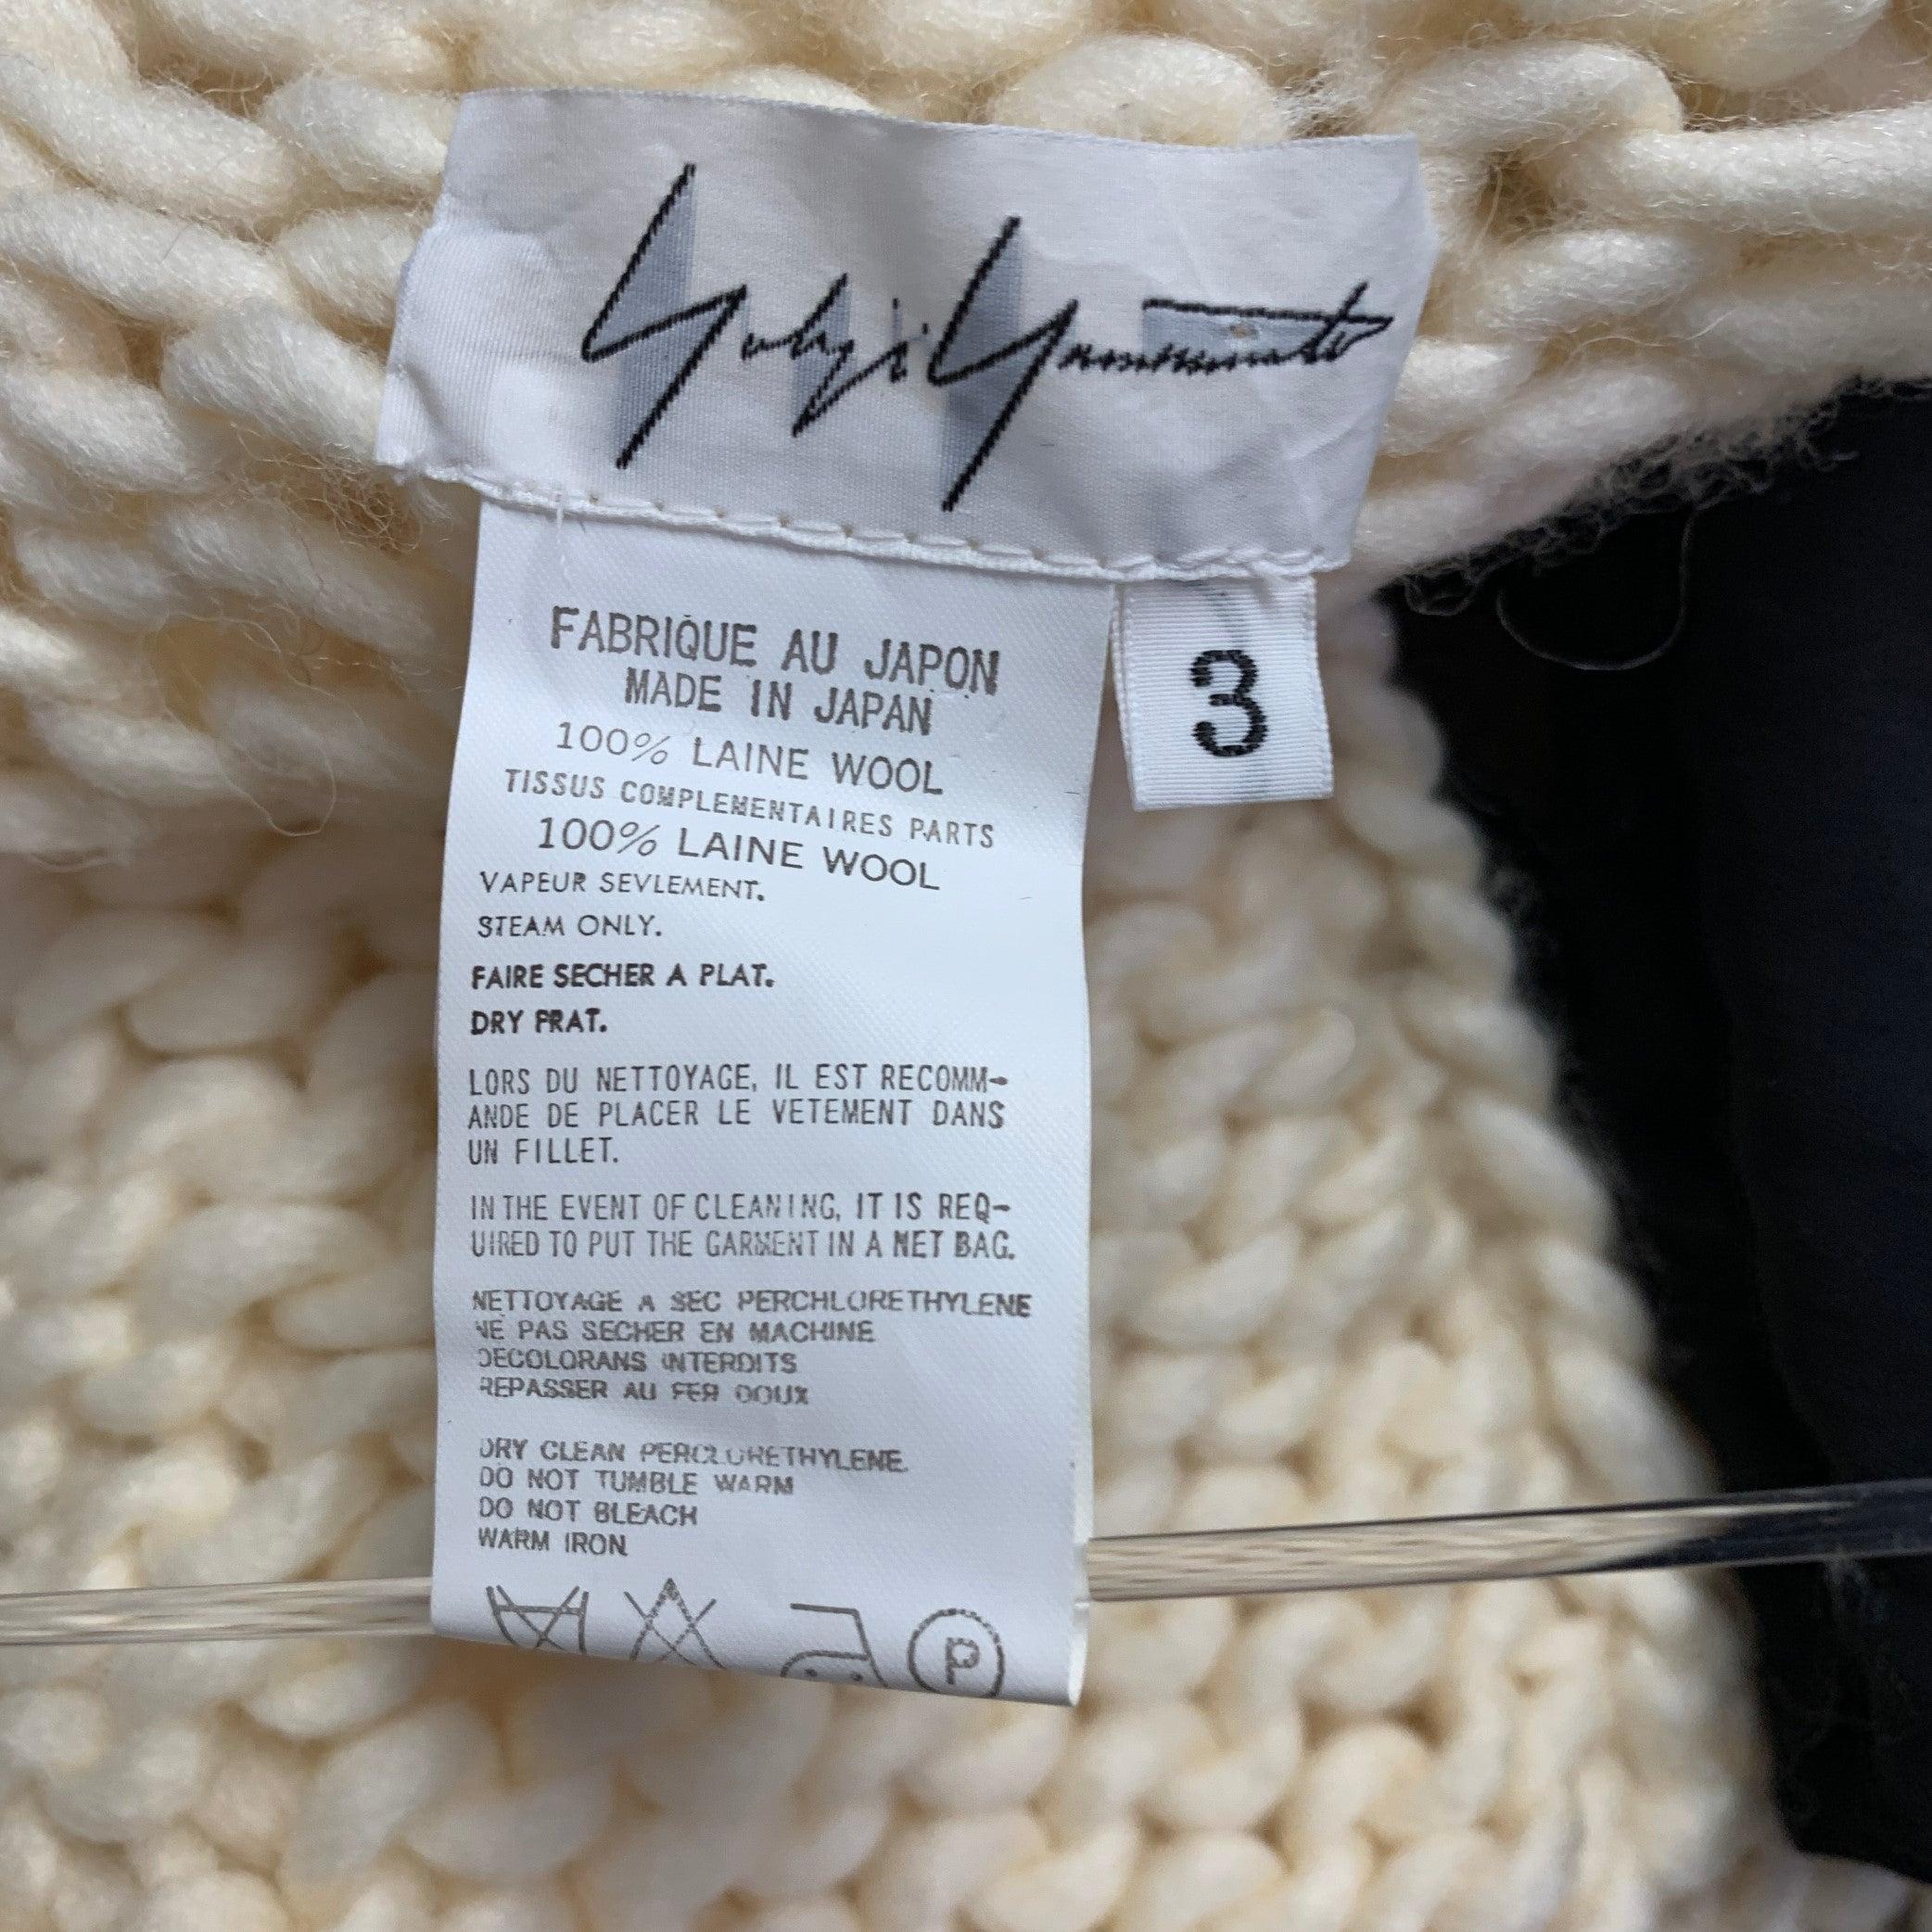 Yohji Yamamoto
FABRIQUE AU JAPON
MADE IN JAPAN
3
100% LAINE WOOL
TISSUS COMPLEMENTAIRES PARTS
100% LAINE WOOL
VAPEUR SEVLEMENT.
STEAM ONLY.
FAIRE SECHER A PLAT.
DRY FRAT.
LORS DU NETTOYAGE, IL EST RECOMM-
ANDE DE PLACER LE VETEMENT DANS
UN FILLET.
IN THE EVENT OF CLEANING, IT IS REQ-
UIRED TO PUT THE GARMENT IN A NET BAG.
NETTOYAGE A SEC PERCHLORETHYLENE
NE PAS SECHER EN MACHINE
DECOLORANS INTERDITS
REPASSER AU FER DOUX
DRY CLEAN PERCLORETHYLENE.
DO NOT TUMBLE WARM
DO NOT BLEACH
WARM IRON
P